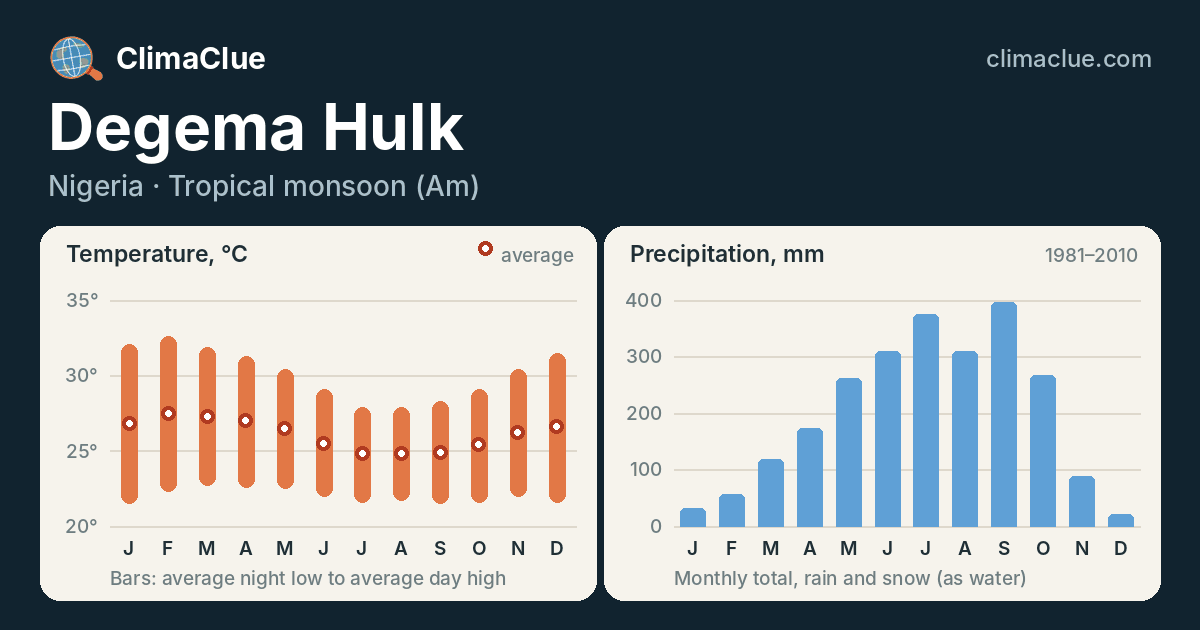 ClimaClue
climaclue.com
Degema Hulk
Nigeria · Tropical monsoon (Am)
Temperature, °C
average
35°
30°
25°
20°
J F M A M J J A S O N D
Bars: average night low to average day high
Precipitation, mm
1981–2010
400
300
200
100
0
J F M A M J J A S O N D
Monthly total, rain and snow (as water)